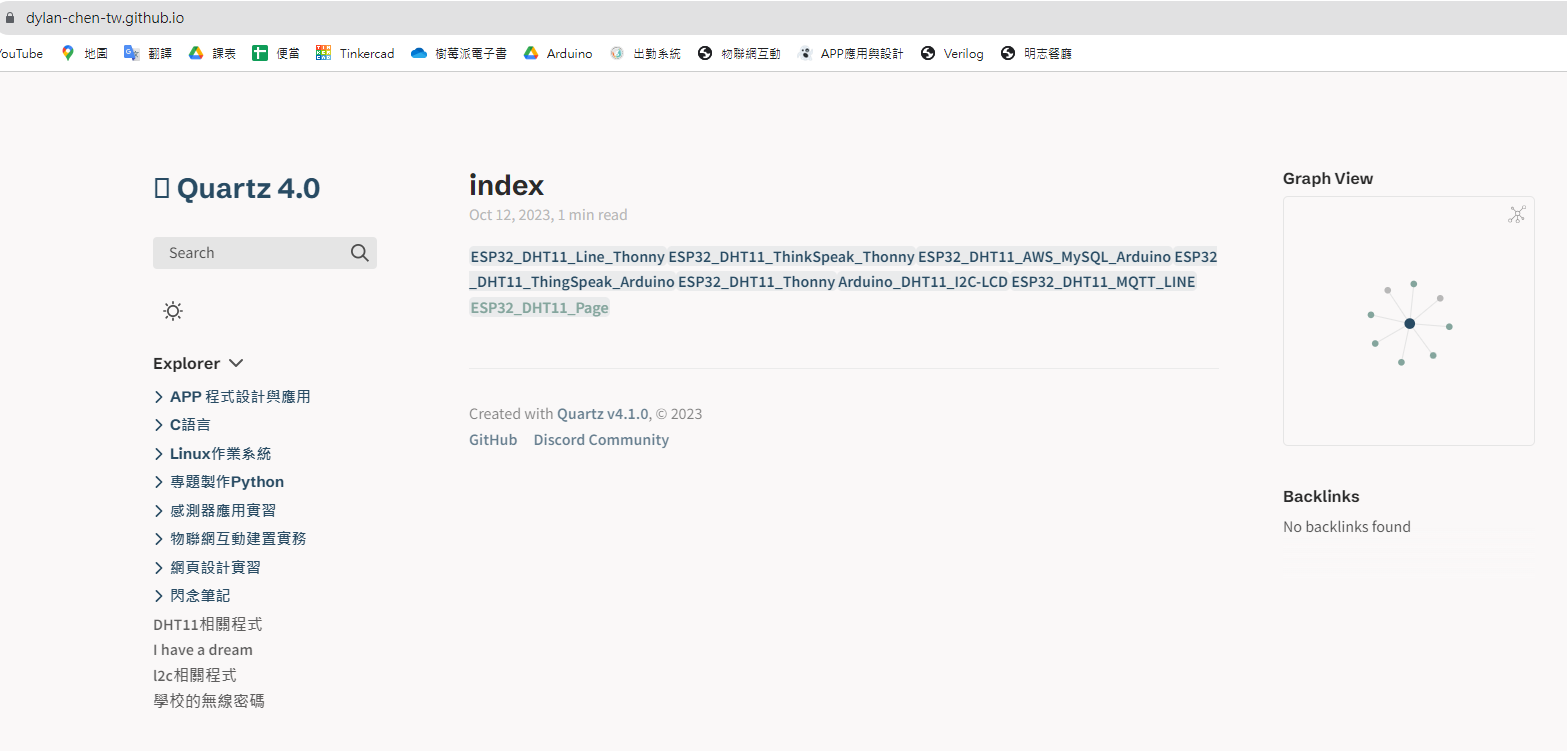 dylan-chen-tw.github.io
YouTube 地圖 翻譯 課表 便當 Tinkercad 樹莓派電子書 Arduino 出勤系統 物聯網互動 APP應用與設計 Verilog 明志餐廳
Quartz 4.0
Search
Explorer
APP 程式設計與應用
C語言
Linux作業系統
專題製作Python
感測器應用實習
物聯網互動建置實務
網頁設計實習
閃念筆記
DHT11相關程式
I have a dream
l2c相關程式
學校的無線密碼
index
Oct 12, 2023, 1 min read
ESP32_DHT11_Line_Thonny ESP32_DHT11_ThinkSpeak_Thonny ESP32_DHT11_AWS_MySQL_Arduino ESP32
_DHT11_ThingSpeak_Arduino ESP32_DHT11_Thonny Arduino_DHT11_I2C-LCD ESP32_DHT11_MQTT_LINE
ESP32_DHT11_Page
Created with Quartz v4.1.0, © 2023
GitHub Discord Community
Graph View
Backlinks
No backlinks found